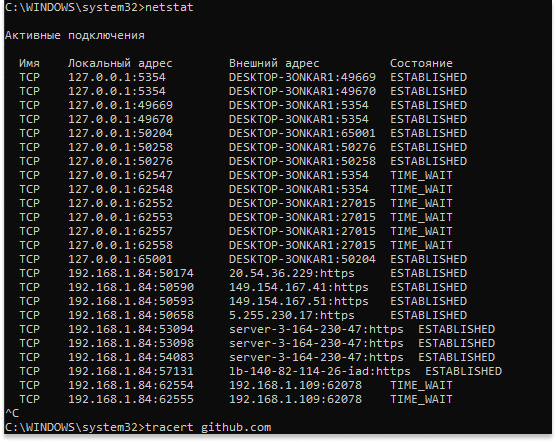 C:\WINDOWS\system32>netstat
Активные подключения
Имя Локальный адрес Внешний адрес Состояние
TCP 127.0.0.1:5354 DESKTOP-3ONKAR1:49669 ESTABLISHED
TCP 127.0.0.1:5354 DESKTOP-3ONKAR1:49670 ESTABLISHED
TCP 127.0.0.1:49669 DESKTOP-3ONKAR1:5354 ESTABLISHED
TCP 127.0.0.1:49670 DESKTOP-3ONKAR1:5354 ESTABLISHED
TCP 127.0.0.1:50204 DESKTOP-3ONKAR1:65001 ESTABLISHED
TCP 127.0.0.1:50258 DESKTOP-3ONKAR1:50276 ESTABLISHED
TCP 127.0.0.1:50276 DESKTOP-3ONKAR1:50258 ESTABLISHED
TCP 127.0.0.1:62547 DESKTOP-3ONKAR1:5354 TIME_WAIT
TCP 127.0.0.1:62548 DESKTOP-3ONKAR1:5354 TIME_WAIT
TCP 127.0.0.1:62552 DESKTOP-3ONKAR1:27015 TIME_WAIT
TCP 127.0.0.1:62553 DESKTOP-3ONKAR1:27015 TIME_WAIT
TCP 127.0.0.1:62557 DESKTOP-3ONKAR1:27015 TIME_WAIT
TCP 127.0.0.1:62558 DESKTOP-3ONKAR1:27015 TIME_WAIT
TCP 127.0.0.1:65001 DESKTOP-3ONKAR1:50204 ESTABLISHED
TCP 192.168.1.84:50174 20.54.36.229:https ESTABLISHED
TCP 192.168.1.84:50590 149.154.167.41:https ESTABLISHED
TCP 192.168.1.84:50593 149.154.167.51:https ESTABLISHED
TCP 192.168.1.84:50658 5.255.230.17:https ESTABLISHED
TCP 192.168.1.84:53094 server-3-164-230-47:https ESTABLISHED
TCP 192.168.1.84:53098 server-3-164-230-47:https ESTABLISHED
TCP 192.168.1.84:54083 server-3-164-230-47:https ESTABLISHED
TCP 192.168.1.84:57131 lb-140-82-114-26-iad:https ESTABLISHED
TCP 192.168.1.84:62554 192.168.1.109:62078 TIME_WAIT
TCP 192.168.1.84:62555 192.168.1.109:62078 TIME_WAIT
^C
C:\WINDOWS\system32>tracert github.com